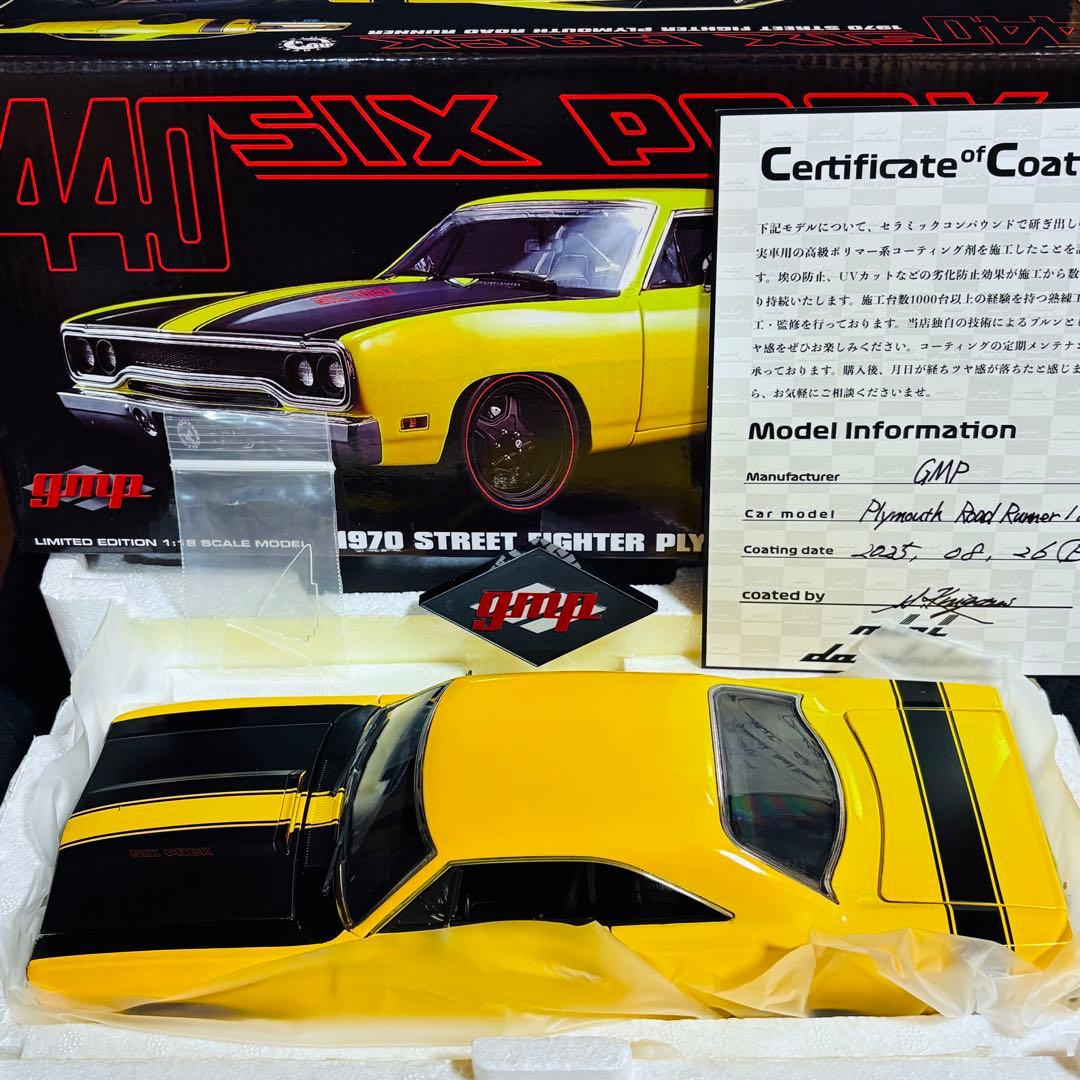 1970 STREET FIGHTER PLYMOUTH ROAD RUNNER
440 SIX PACK
440 SIX PACK
gmp
LIMITED EDITION 1:18 SCALE MODEL
1970 STREET FIGHTER PLY
gmp
Certificate of Coat
下記モデルについて、セラミックコンパウンドで研ぎ出し
実車用の高級ポリマー系コーティング剤を施工したことを
す。埃の防止、UVカットなどの劣化防止効果が施工から数
り持続いたします。施工台数1000台以上の経験を持つ熟練
工・監修を行っております。当店独自の技術によるプルンと
ヤ感をぜひお楽しみください。コーティングの定期メンテナ
承っております。購入後、月日が経ちツヤ感が落ちたと感じま
ら、お気軽にご相談くださいませ。
Model Information
Manufacturer GMP
Car model Plymouth Road Runner
Coating date 2025, 08, 26
coated by
SIX PACK